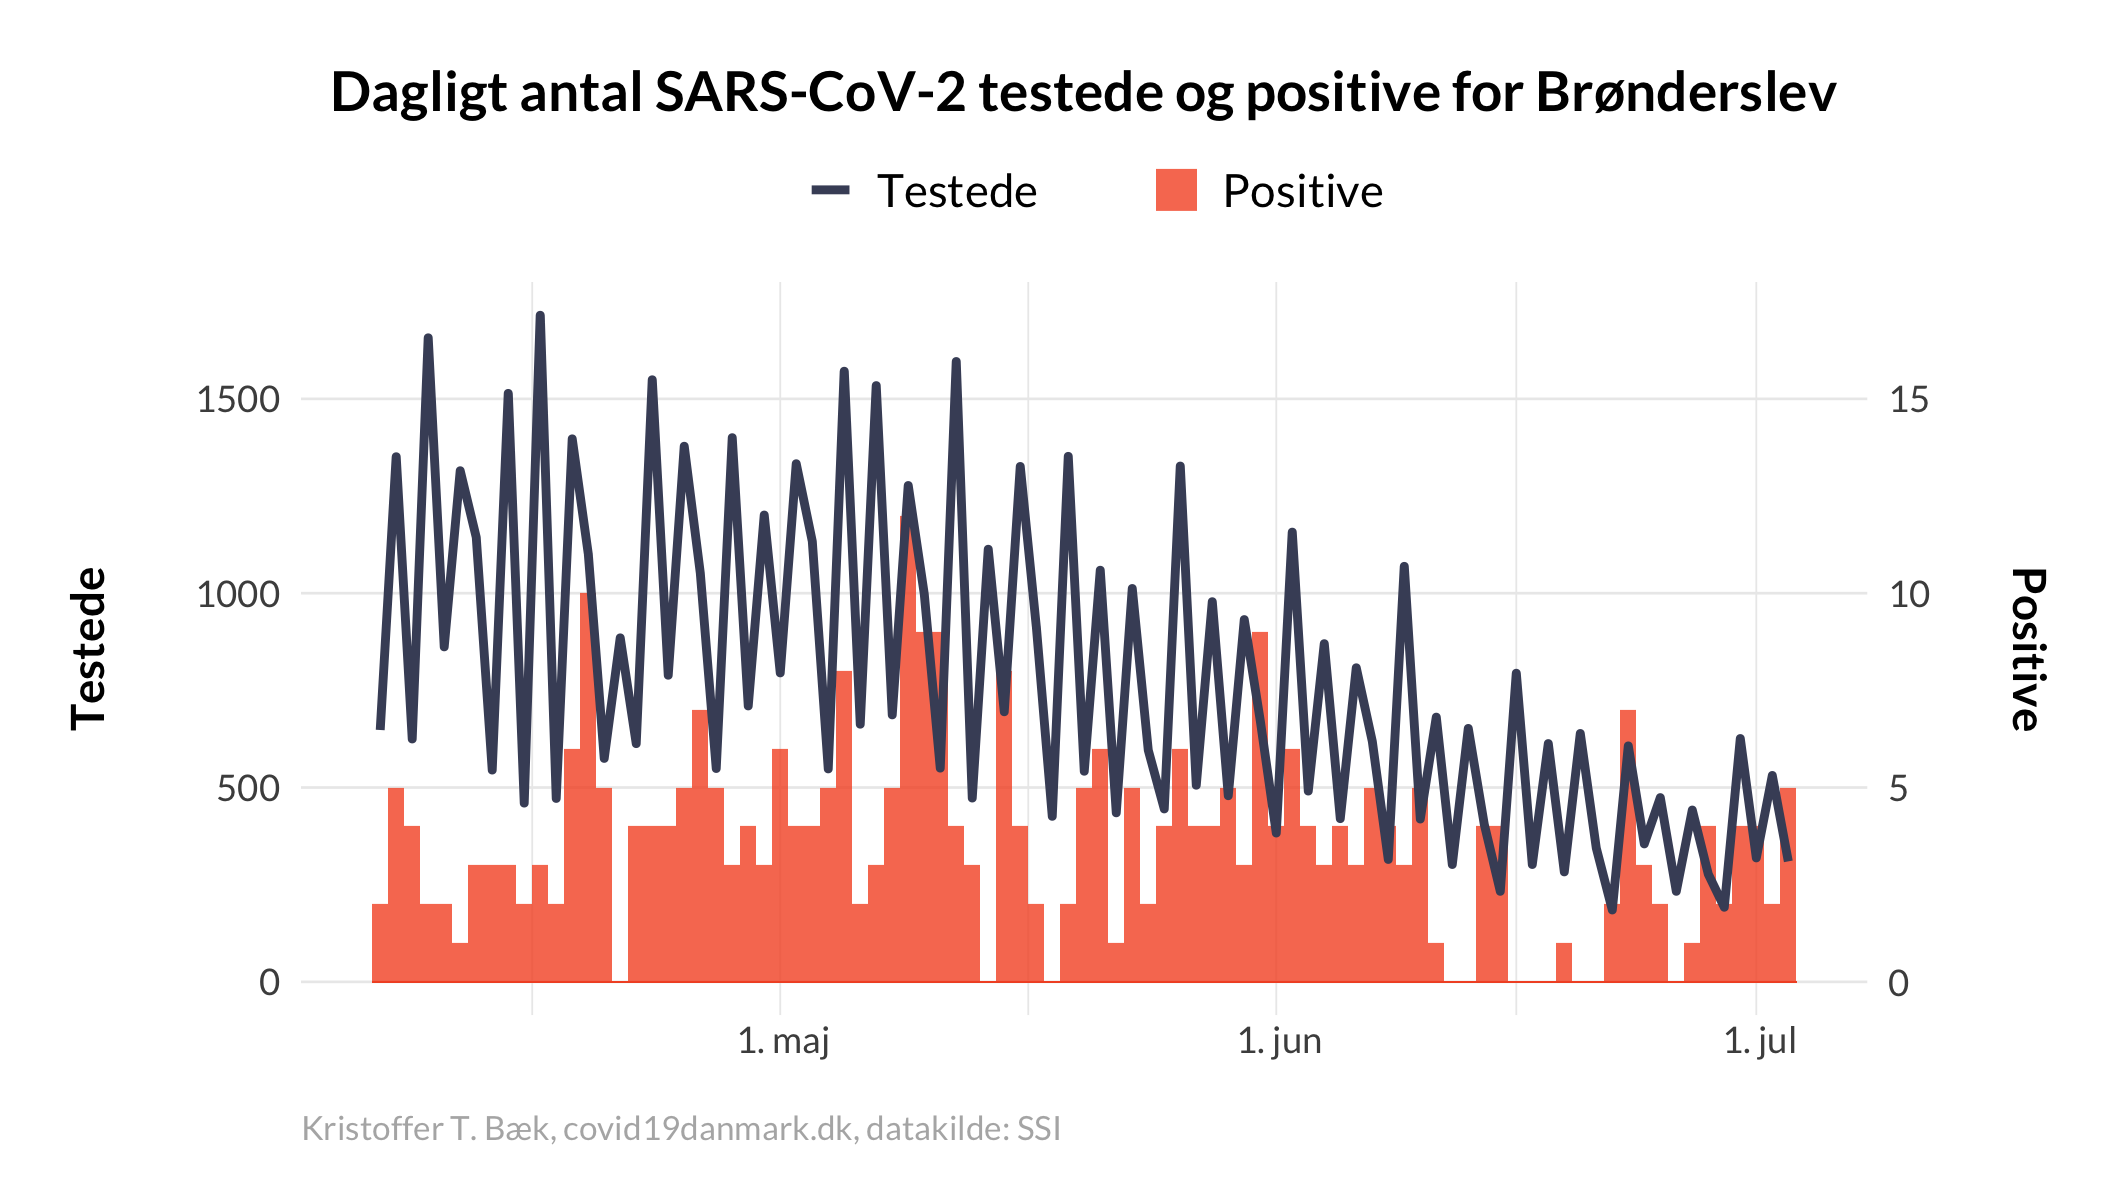 Dagligt antal SARS-CoV-2 testede og positive for Brønderslev
Testede
Positive
1500
1000
500
0
Testede
15
10
5
0
Positive
1. maj
1. jun
1. jul
Kristoffer T. Bæk, covid19danmark.dk, datakilde: SSI